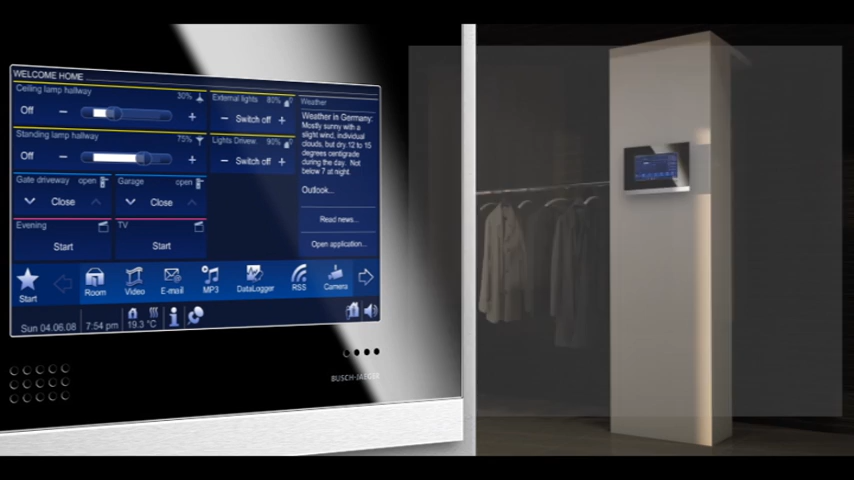 WELCOME HOME
Ceiling lamp hallway
30%
Off − +
External lights 80%
− Switch off +
Standing lamp hallway
75%
Off − +
Lights Drivew. 90%
− Switch off +
Gate driveway open
Close
Garage open
Close
Evening
Start
TV
Start
Weather
Weather in Germany:
Mostly sunny with a
slight wind, individual
clouds, but dry.12 to 15
degrees centigrade
during the day. Not
below 7 at night.
Outlook...
Read news...
Open application...
Start
Room
Video
E-mail
MP3
DataLogger
RSS
Camera
Sun 04.06.08
7:54 pm
19.3 °C
BUSCH-JAEGER